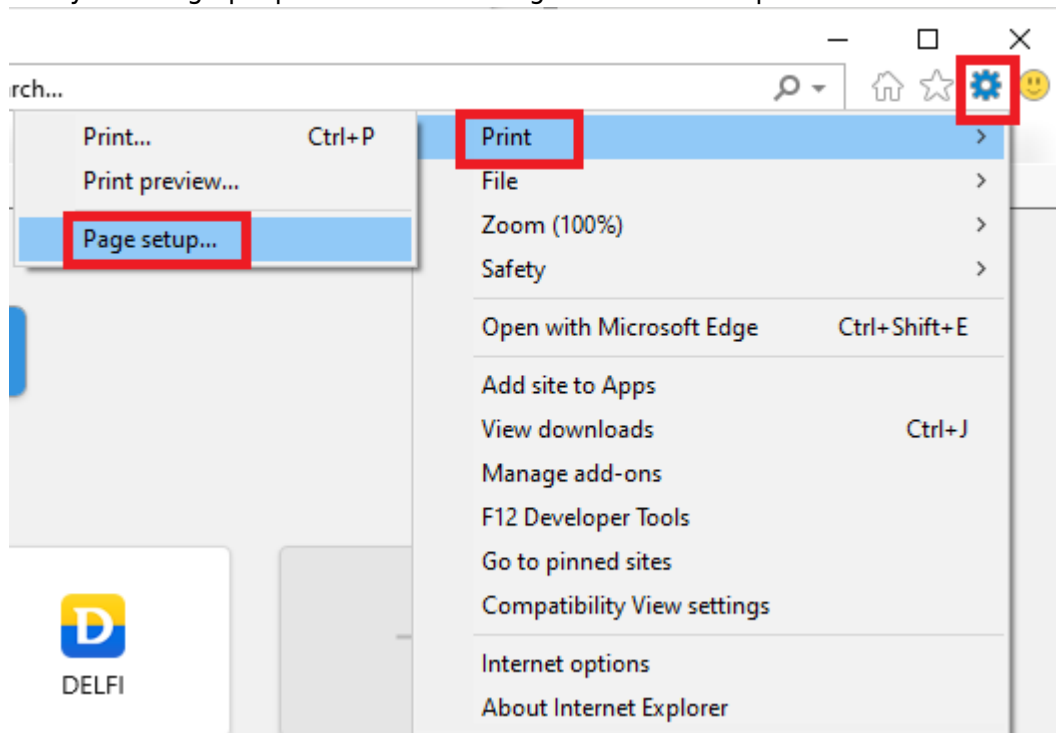 rch...
Print... Ctrl+P
Print preview...
Page setup...
Print
File
Zoom (100%)
Safety
Open with Microsoft Edge Ctrl+Shift+E
Add site to Apps
View downloads Ctrl+J
Manage add-ons
F12 Developer Tools
Go to pinned sites
Compatibility View settings
Internet options
About Internet Explorer
D
DELFI